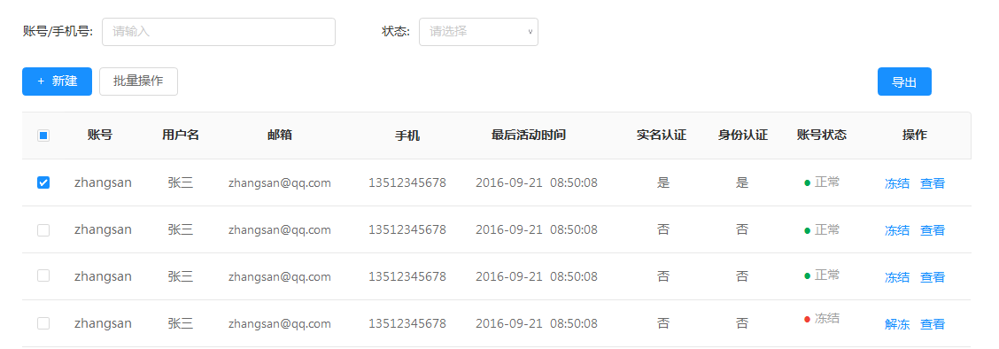 账号/手机号: 请输入 状态: 请选择
+ 新建 批量操作 导出
账号 用户名 邮箱 手机 最后活动时间 实名认证 身份认证 账号状态 操作
zhangsan 张三 zhangsan@qq.com 13512345678 2016-09-21 08:50:08 是 是 正常 冻结 查看
zhangsan 张三 zhangsan@qq.com 13512345678 2016-09-21 08:50:08 否 否 正常 冻结 查看
zhangsan 张三 zhangsan@qq.com 13512345678 2016-09-21 08:50:08 否 否 正常 冻结 查看
zhangsan 张三 zhangsan@qq.com 13512345678 2016-09-21 08:50:08 否 否 冻结 解冻 查看